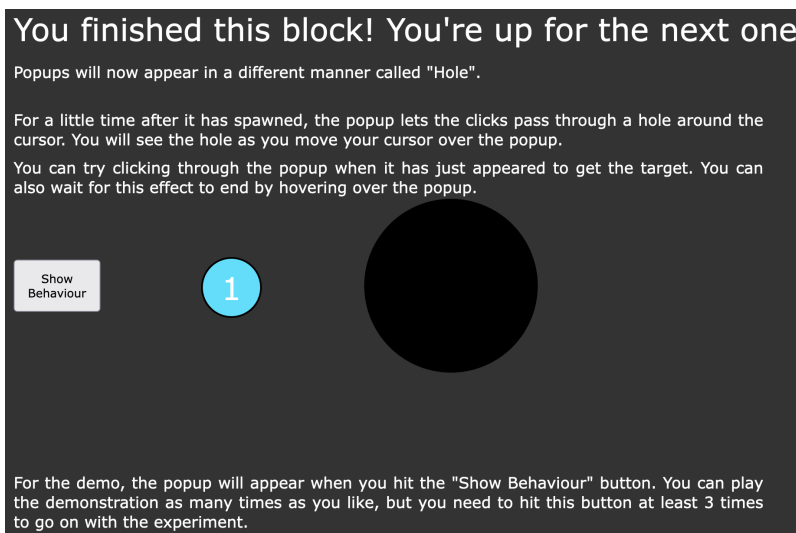 You finished this block! You're up for the next one
Popups will now appear in a different manner called "Hole".
For a little time after it has spawned, the popup lets the clicks pass through a hole around the
cursor. You will see the hole as you move your cursor over the popup.
You can try clicking through the popup when it has just appeared to get the target. You can
also wait for this effect to end by hovering over the popup.
Show
Behaviour
1
For the demo, the popup will appear when you hit the "Show Behaviour" button. You can play
the demonstration as many times as you like, but you need to hit this button at least 3 times
to go on with the experiment.